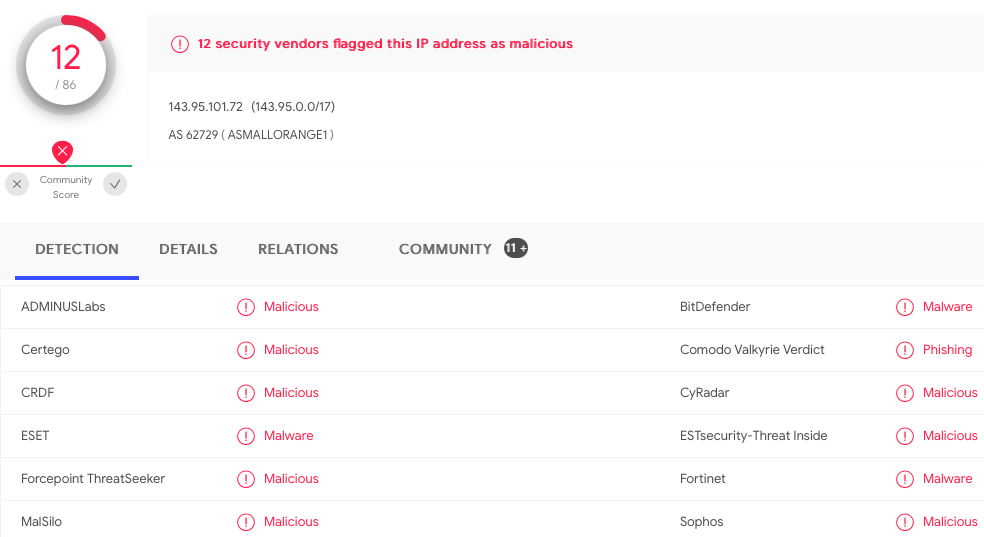 12
/ 86
Community
Score
12 security vendors flagged this IP address as malicious
143.95.101.72 (143.95.0.0/17)
AS 62729 ( ASMALLORANGE1 )
DETECTION DETAILS RELATIONS COMMUNITY 11 +
ADMINUSLabs Malicious BitDefender Malware
Certego Malicious Comodo Valkyrie Verdict Phishing
CRDF Malicious CyRadar Malicious
ESET Malware ESTsecurity-Threat Inside Malicious
Forcepoint ThreatSeeker Malicious Fortinet Malware
MalSilo Malicious Sophos Malicious